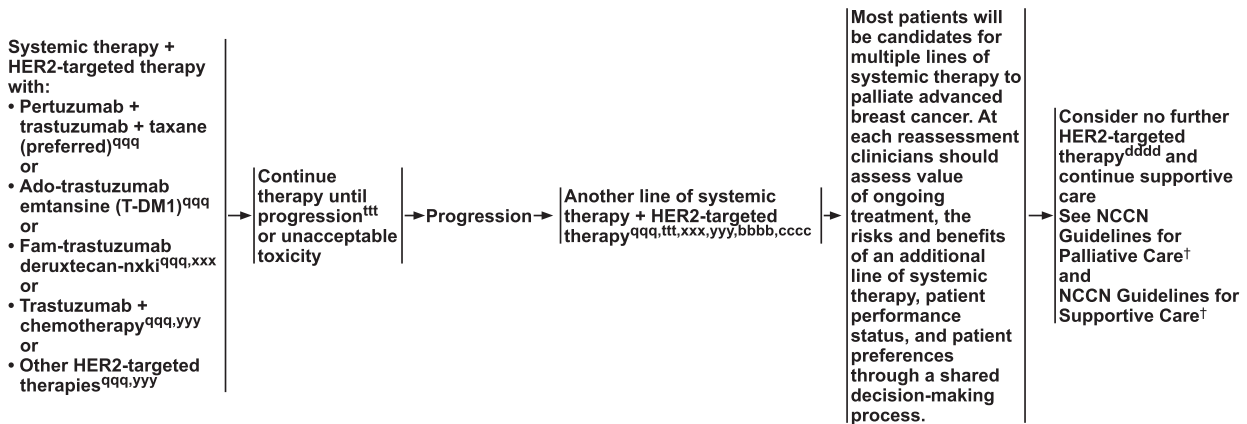 Systemic therapy +
HER2-targeted therapy
with:
• Pertuzumab +
trastuzumab + taxane
(preferred)qqq
or
• Ado-trastuzumab
emtansine (T-DM1)qqq
or
• Fam-trastuzumab
deruxtecan-nxkiqqq,xxx
or
• Trastuzumab +
chemotherapyqqq,yyy
or
• Other HER2-targeted
therapiesqqq,yyy
Continue
therapy until
progressionttt
or unacceptable
toxicity
Progression
Another line of systemic
therapy + HER2-targeted
therapyqqq,ttt,xxx,yyy,bbbb,cccc
Most patients will
be candidates for
multiple lines of
systemic therapy to
palliate advanced
breast cancer. At
each reassessment
clinicians should
assess value
of ongoing
treatment, the
risks and benefits
of an additional
line of systemic
therapy, patient
performance
status, and patient
preferences
through a shared
decision-making
process.
Consider no further
HER2-targeted
therapydddd and
continue supportive
care
See NCCN
Guidelines for
Palliative Care†
and
NCCN Guidelines for
Supportive Care†